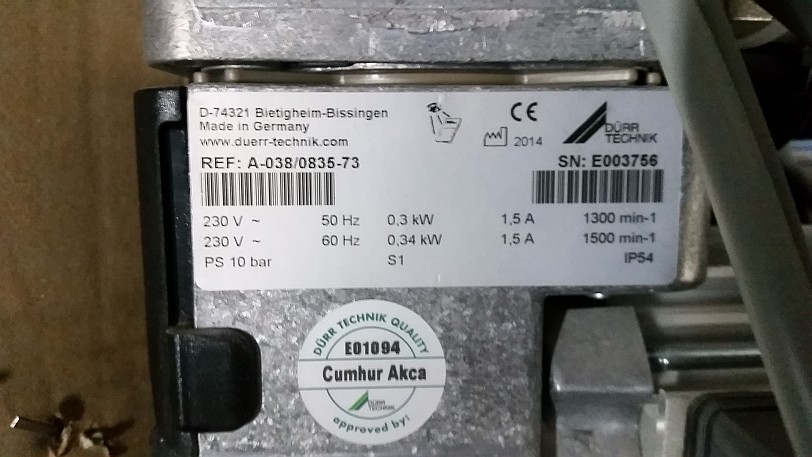 D-74321 Bietigheim-Bissingen
Made in Germany
www.duerr-technik.com
CE
2014
DÜRR
TECHNIK
REF: A-038/0835-73
SN: E003756
230 V ~ 50 Hz 0,3 kW 1,5 A 1300 min-1
230 V ~ 60 Hz 0,34 kW 1,5 A 1500 min-1
PS 10 bar S1 IP54
DÜRR TECHNIK QUALITY
E01094
Cumhur Akca
DÜRR
TECHNIK
approved by!